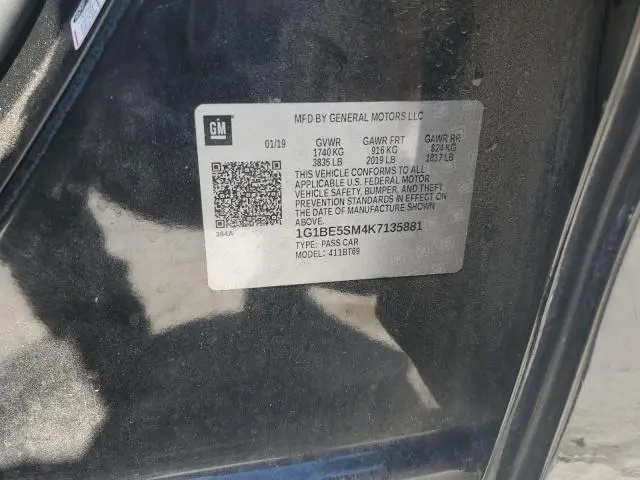 GM
MFD BY GENERAL MOTORS LLC
01/19 GVWR GAWR FRT GAWR RR
1740 KG 916 KG 824 KG
3835 LB 2019 LB 1817 LB
THIS VEHICLE CONFORMS TO ALL
APPLICABLE U.S. FEDERAL MOTOR
VEHICLE SAFETY, BUMPER, AND THEFT
PREVENTION STANDARDS IN EFFECT ON
THE DATE OF MANUFACTURE SHOWN
ABOVE.
384A
1G1BE5SM4K7135881
TYPE: PASS CAR
MODEL: 411BT69